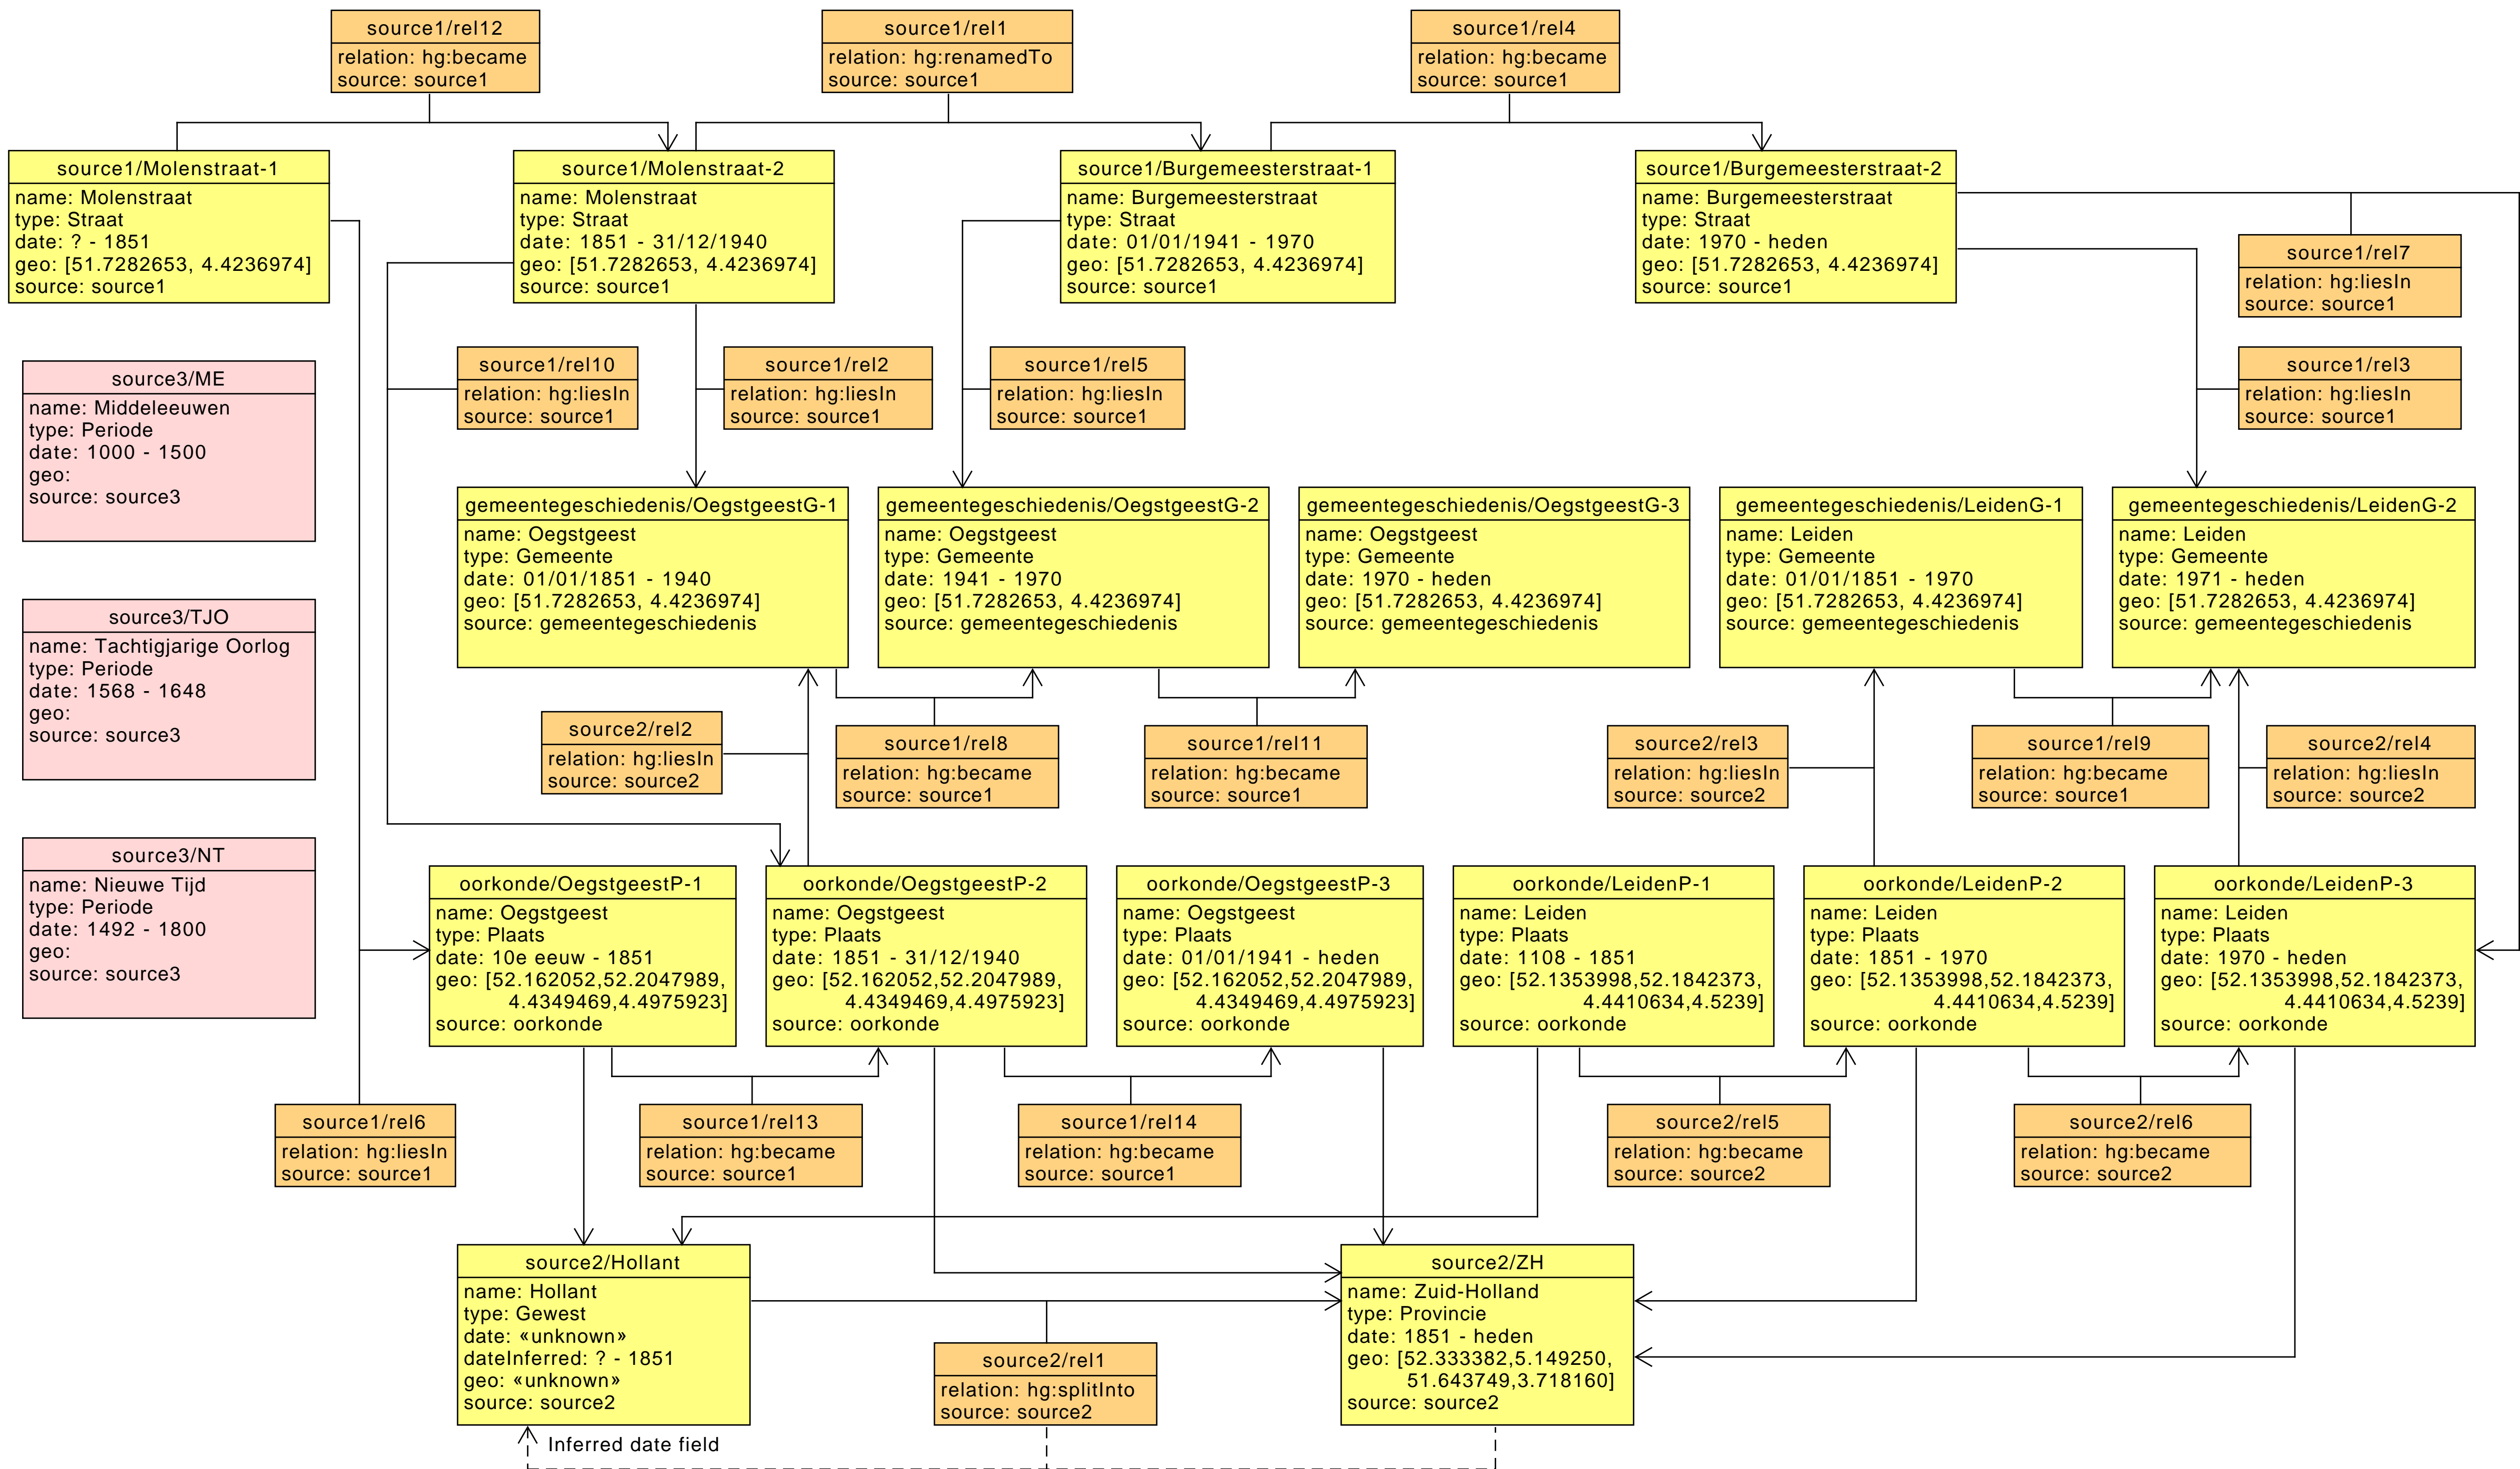 source1/rel12
relation: hg:became
source: source1
source1/rel1
relation: hg:renamedTo
source: source1
source1/rel4
relation: hg:became
source: source1
source1/Molenstraat-1
name: Molenstraat
type: Straat
date: ? - 1851
geo: [51.7282653, 4.4236974]
source: source1
source1/Molenstraat-2
name: Molenstraat
type: Straat
date: 1851 - 31/12/1940
geo: [51.7282653, 4.4236974]
source: source1
source1/Burgemeesterstraat-1
name: Burgemeesterstraat
type: Straat
date: 01/01/1941 - 1970
geo: [51.7282653, 4.4236974]
source: source1
source1/Burgemeesterstraat-2
name: Burgemeesterstraat
type: Straat
date: 1970 - heden
geo: [51.7282653, 4.4236974]
source: source1
source1/rel7
relation: hg:liesIn
source: source1
source3/ME
name: Middeleeuwen
type: Periode
date: 1000 - 1500
geo:
source: source3
source1/rel10
relation: hg:liesIn
source: source1
source1/rel2
relation: hg:liesIn
source: source1
source1/rel5
relation: hg:liesIn
source: source1
source1/rel3
relation: hg:liesIn
source: source1
gemeentegeschiedenis/OegstgeestG-1
name: Oegstgeest
type: Gemeente
date: 01/01/1851 - 1940
geo: [51.7282653, 4.4236974]
source: gemeentegeschiedenis
gemeentegeschiedenis/OegstgeestG-2
name: Oegstgeest
type: Gemeente
date: 1941 - 1970
geo: [51.7282653, 4.4236974]
source: gemeentegeschiedenis
gemeentegeschiedenis/OegstgeestG-3
name: Oegstgeest
type: Gemeente
date: 1970 - heden
geo: [51.7282653, 4.4236974]
source: gemeentegeschiedenis
gemeentegeschiedenis/LeidenG-1
name: Leiden
type: Gemeente
date: 01/01/1851 - 1970
geo: [51.7282653, 4.4236974]
source: gemeentegeschiedenis
gemeentegeschiedenis/LeidenG-2
name: Leiden
type: Gemeente
date: 1971 - heden
geo: [51.7282653, 4.4236974]
source: gemeentegeschiedenis
source3/TJO
name: Tachtigjarige Oorlog
type: Periode
date: 1568 - 1648
geo:
source: source3
source2/rel2
relation: hg:liesIn
source: source2
source1/rel8
relation: hg:became
source: source1
source1/rel11
relation: hg:became
source: source1
source2/rel3
relation: hg:liesIn
source: source2
source1/rel9
relation: hg:became
source: source1
source2/rel4
relation: hg:liesIn
source: source2
source3/NT
name: Nieuwe Tijd
type: Periode
date: 1492 - 1800
geo:
source: source3
oorkonde/OegstgeestP-1
name: Oegstgeest
type: Plaats
date: 10e eeuw - 1851
geo: [52.162052,52.2047989,
4.4349469,4.4975923]
source: oorkonde
oorkonde/OegstgeestP-2
name: Oegstgeest
type: Plaats
date: 1851 - 31/12/1940
geo: [52.162052,52.2047989,
4.4349469,4.4975923]
source: oorkonde
oorkonde/OegstgeestP-3
name: Oegstgeest
type: Plaats
date: 01/01/1941 - heden
geo: [52.162052,52.2047989,
4.4349469,4.4975923]
source: oorkonde
oorkonde/LeidenP-1
name: Leiden
type: Plaats
date: 1108 - 1851
geo: [52.1353998,52.1842373,
4.4410634,4.5239]
source: oorkonde
oorkonde/LeidenP-2
name: Leiden
type: Plaats
date: 1851 - 1970
geo: [52.1353998,52.1842373,
4.4410634,4.5239]
source: oorkonde
oorkonde/LeidenP-3
name: Leiden
type: Plaats
date: 1970 - heden
geo: [52.1353998,52.1842373,
4.4410634,4.5239]
source: oorkonde
source1/rel6
relation: hg:liesIn
source: source1
source1/rel13
relation: hg:became
source: source1
source1/rel14
relation: hg:became
source: source1
source2/rel5
relation: hg:became
source: source2
source2/rel6
relation: hg:became
source: source2
source2/Hollant
name: Hollant
type: Gewest
date: «unknown»
dateInferred: ? - 1851
geo: «unknown»
source: source2
source2/rel1
relation: hg:splitInto
source: source2
source2/ZH
name: Zuid-Holland
type: Provincie
date: 1851 - heden
geo: [52.333382,5.149250,
51.643749,3.718160]
source: source2
Inferred date field